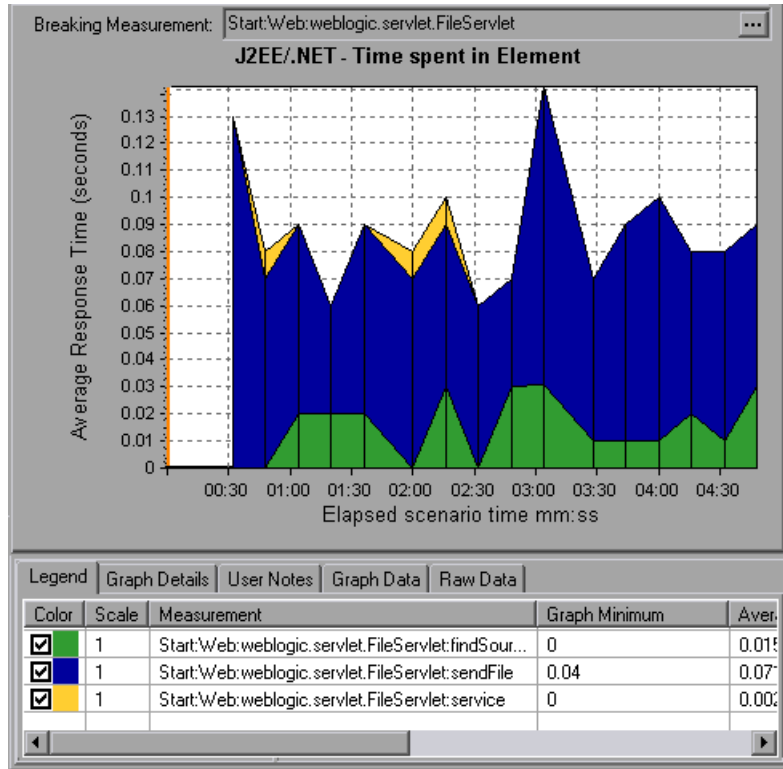 Breaking Measurement: Start:Web:weblogic.servlet.FileServlet ...
J2EE/.NET - Time spent in Element
Average Response Time (seconds)
0.13
0.12
0.11
0.1
0.09
0.08
0.07
0.06
0.05
0.04
0.03
0.02
0.01
0
00:30 01:00 01:30 02:00 02:30 03:00 03:30 04:00 04:30
Elapsed scenario time mm:ss
Legend Graph Details User Notes Graph Data Raw Data
Color Scale Measurement Graph Minimum
1 Start:Web:weblogic.servlet.FileServlet:findSour... 0
1 Start:Web:weblogic.servlet.FileServlet:sendFile 0.04
1 Start:Web:weblogic.servlet.FileServlet:service 0